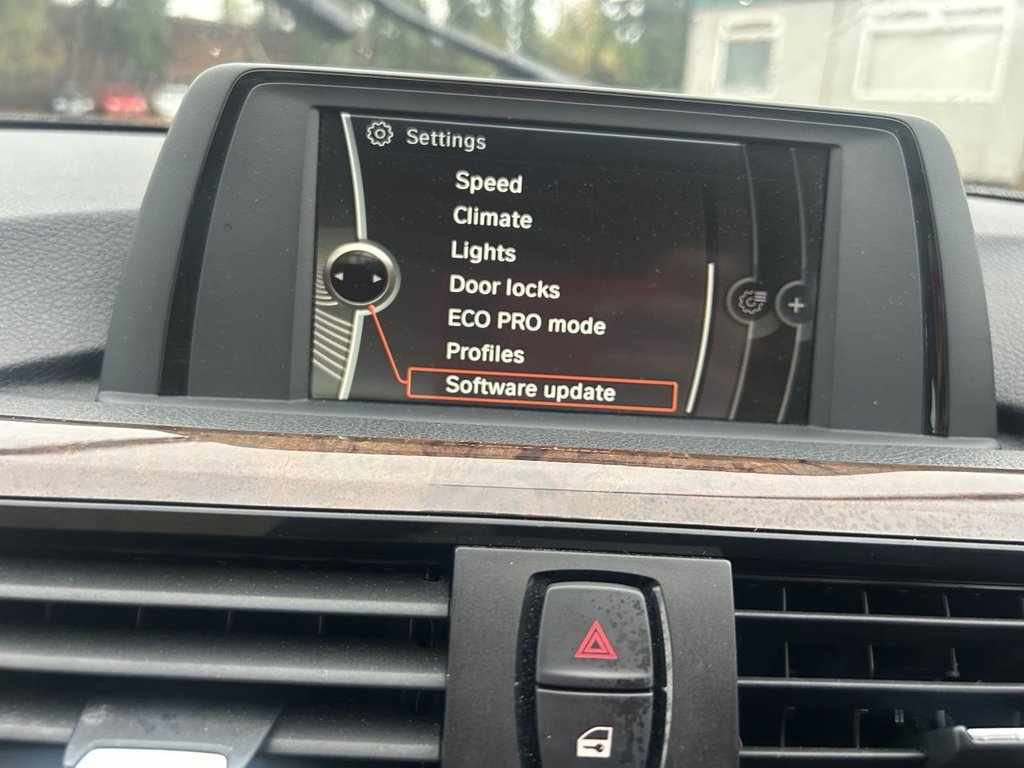 Settings
Speed
Climate
Lights
Door locks
ECO PRO mode
Profiles
Software update